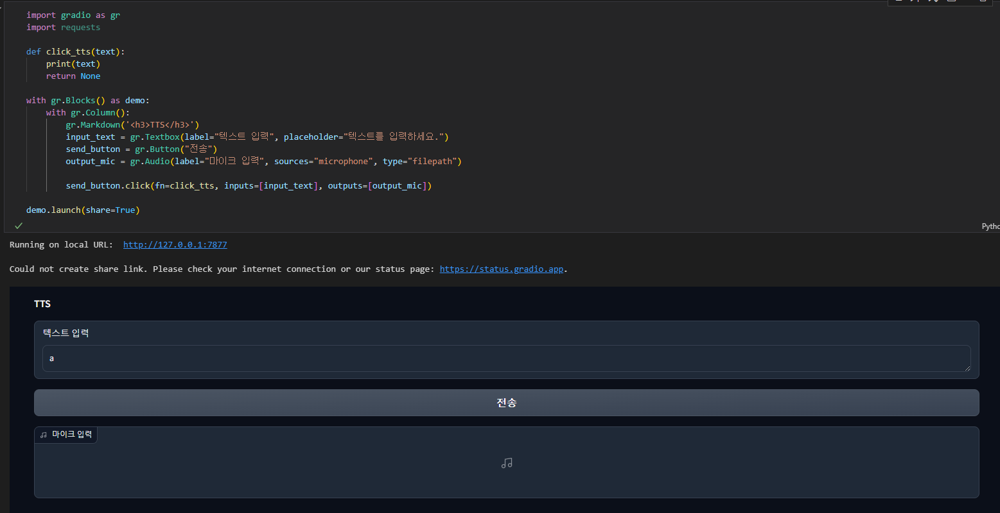 import gradio as gr
import requests
def click_tts(text):
    print(text)
    return None
with gr.Blocks() as demo:
    with gr.Column():
        gr.Markdown('<h3>TTS</h3>')
        input_text = gr.Textbox(label="텍스트 입력", placeholder="텍스트를 입력하세요.")
        send_button = gr.Button("전송")
        output_mic = gr.Audio(label="마이크 입력", sources="microphone", type="filepath")
        send_button.click(fn=click_tts, inputs=[input_text], outputs=[output_mic])
demo.launch(share=True)
Running on local URL:  http://127.0.0.1:7877
Could not create share link. Please check your internet connection or our status page: https://status.gradio.app.
TTS
텍스트 입력
a
전송
마이크 입력